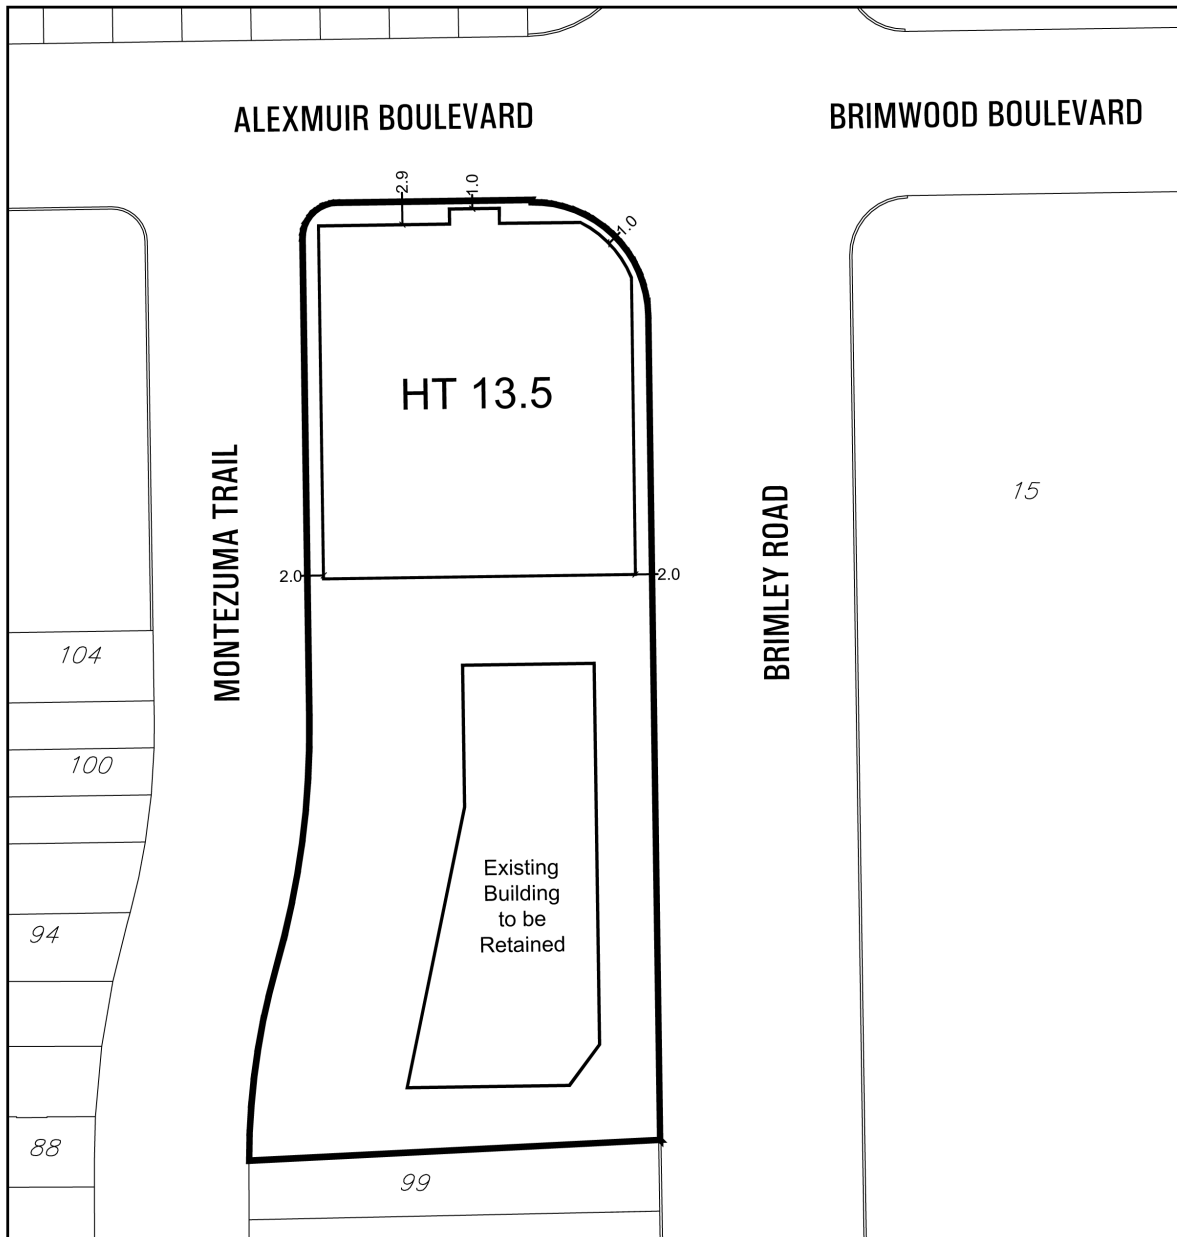 ALEXMUIR BOULEVARD
BRIMWOOD BOULEVARD
2.9
1.0
1.0
HT 13.5
MONTEZUMA TRAIL
BRIMLEY ROAD
15
2.0
2.0
104
100
Existing
Building
to be
Retained
94
88
99